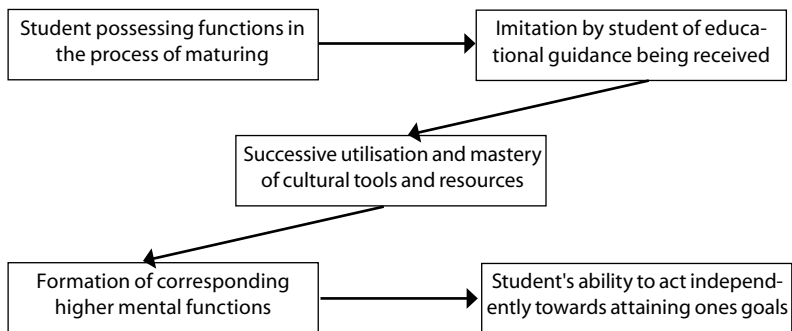 Student possessing functions in
the process of maturing
Imitation by student of educa-
tional guidance being received
Successive utilisation and mastery
of cultural tools and resources
Formation of corresponding
higher mental functions
Student's ability to act independ-
ently towards attaining ones goals